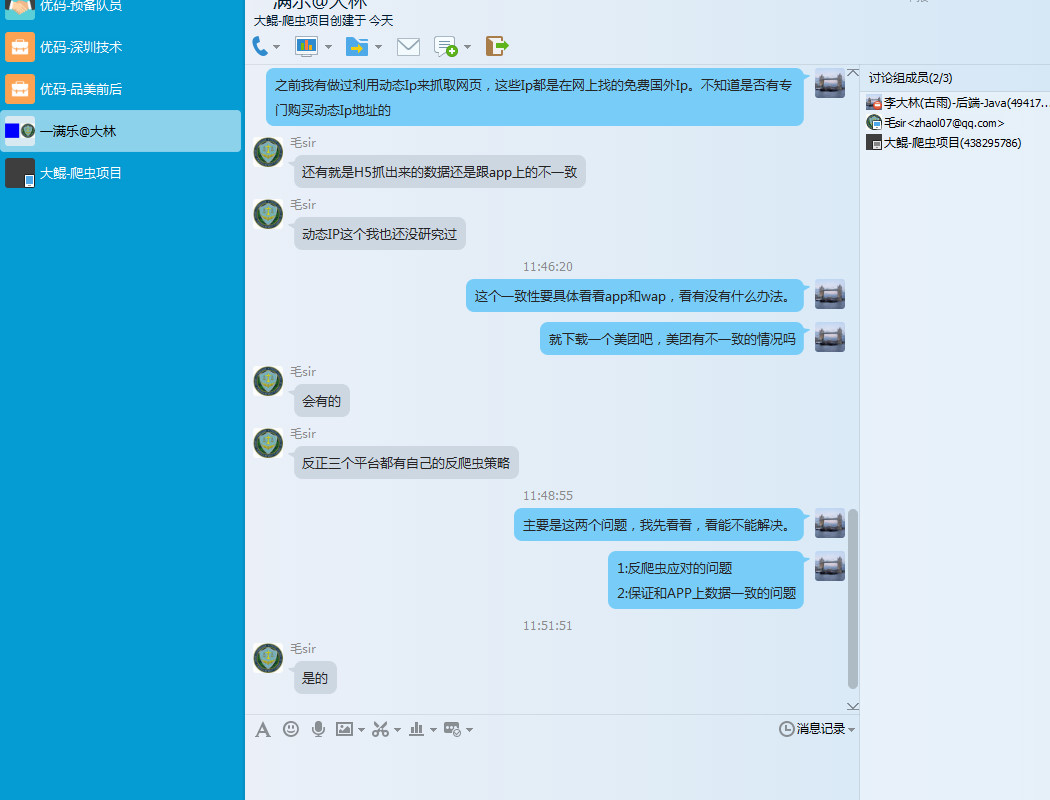 优码-预备队员
优码-深圳技术
优码-品美前后
一满乐@大林
大鲲-爬虫项目
满乐@大林
大鲲-爬虫项目创建于 今天
之前我有做过利用动态Ip来抓取网页，这些Ip都是在网上找的免费国外Ip。不知道是否有专
门购买动态Ip地址的
毛sir
还有就是H5抓出来的数据还是跟app上的不一致
毛sir
动态IP这个我也还没研究过
11:46:20
这个一致性要具体看看app和wap，看有没有什么办法。
就下载一个美团吧，美团有不一致的情况吗
毛sir
会有的
毛sir
反正三个平台都有自己的反爬虫策略
11:48:55
主要是这两个问题，我先看看，看能不能解决。
1:反爬虫应对的问题
2:保证和APP上数据一致的问题
11:51:51
毛sir
是的
消息记录
讨论组成员(2/3)
李大林(古雨)-后端-Java(49417...
毛sir<zhaol07@qq.com>
大鲲-爬虫项目(438295786)